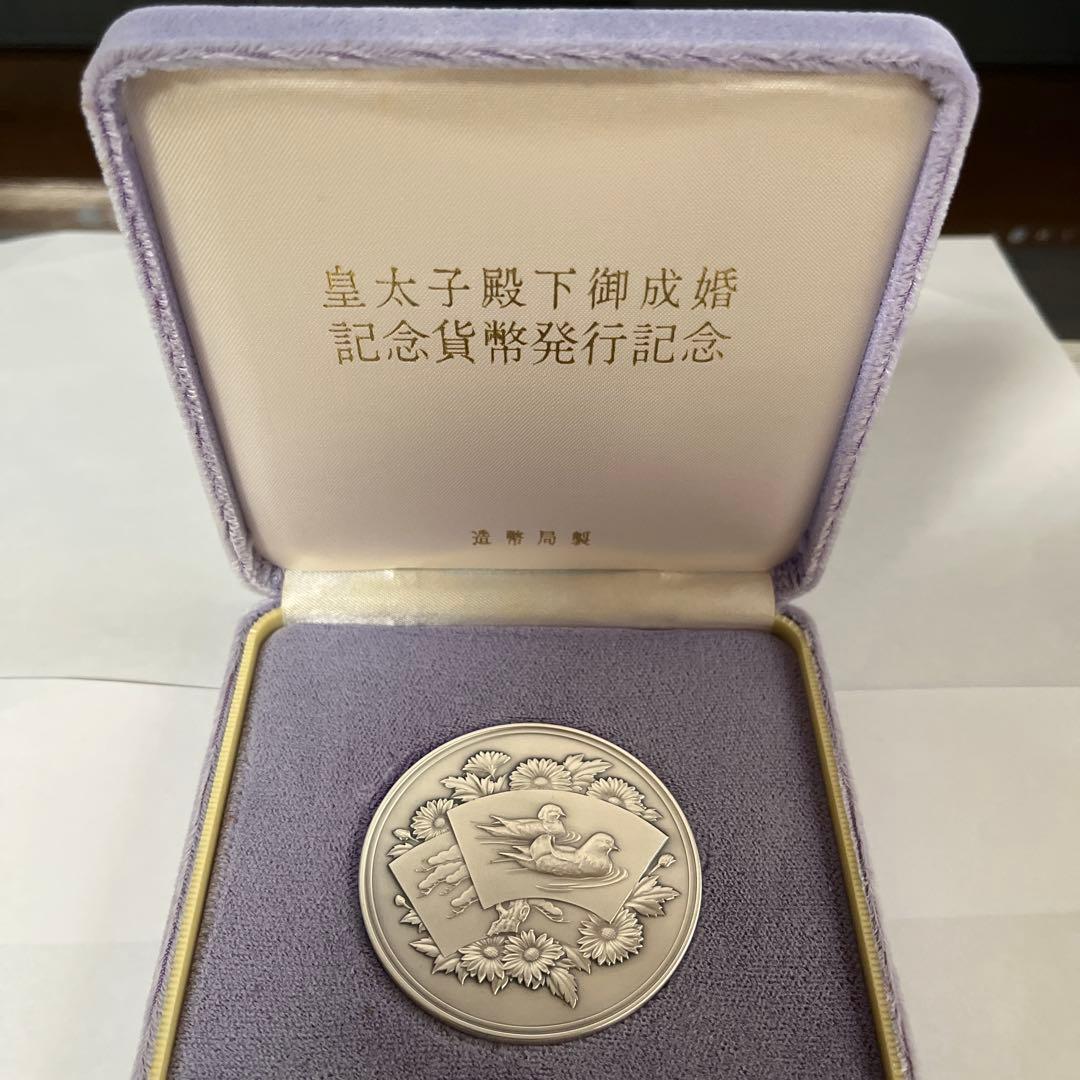 皇太子殿下御成婚
記念貨幣発行記念
造幣局製